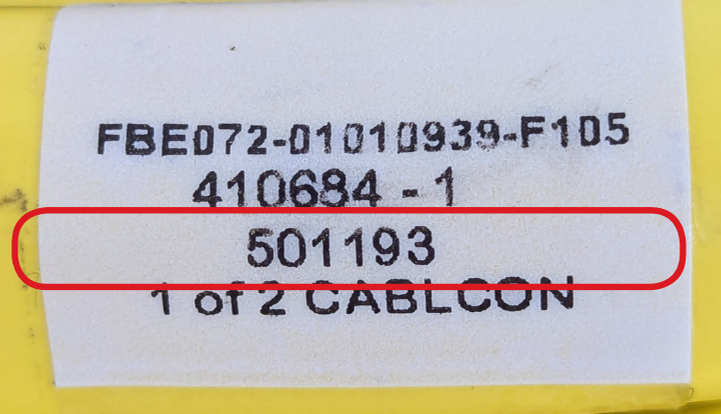 FBE072-01010939-F105
410684 - 1
501193
1 of 2 CABLCON